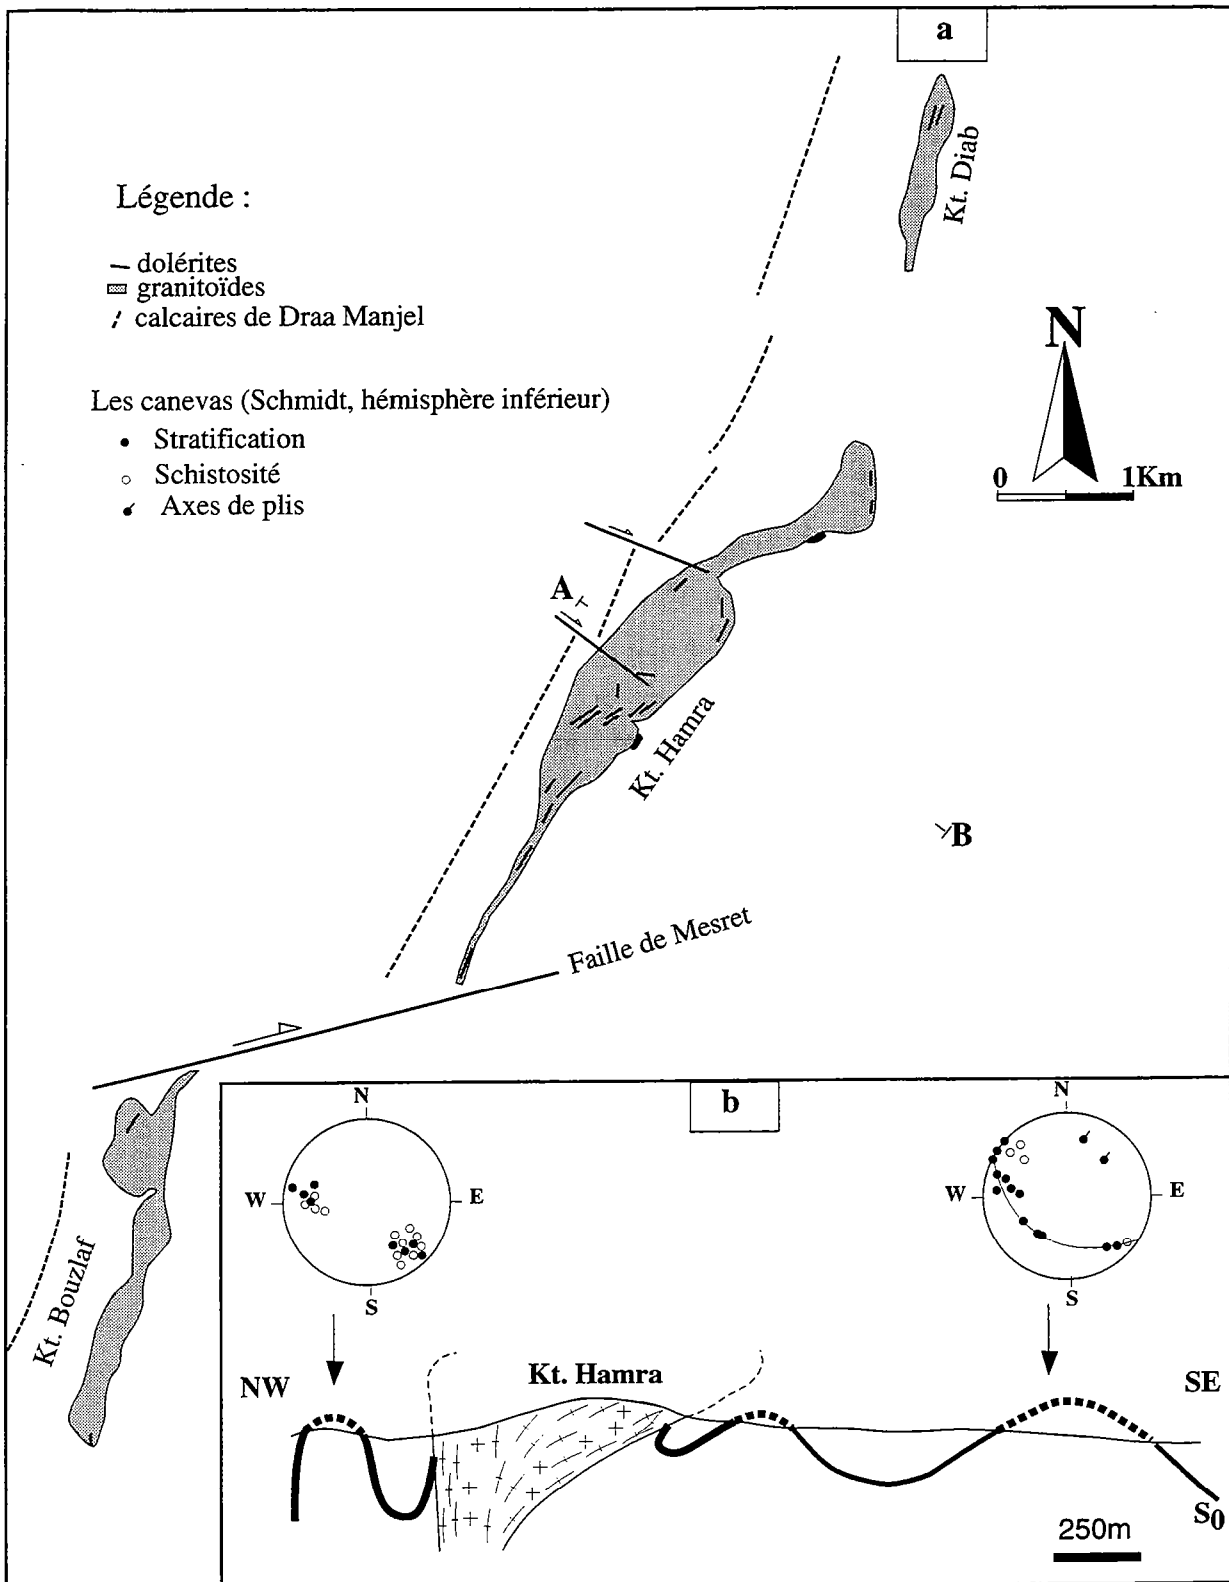 a
Kt. Diab
Légende :
dolérites
granitoïdes
calcaires de Draa Manjel
N
0 1Km
Les canevas (Schmidt, hémisphère inférieur)
Stratification
Schistosité
Axes de plis
A
Kt. Hamra
B
Faille de Mesret
Kt. Bouzlaf
b
N
W E
S
N
W E
S
NW
Kt. Hamra
SE
S0
250m